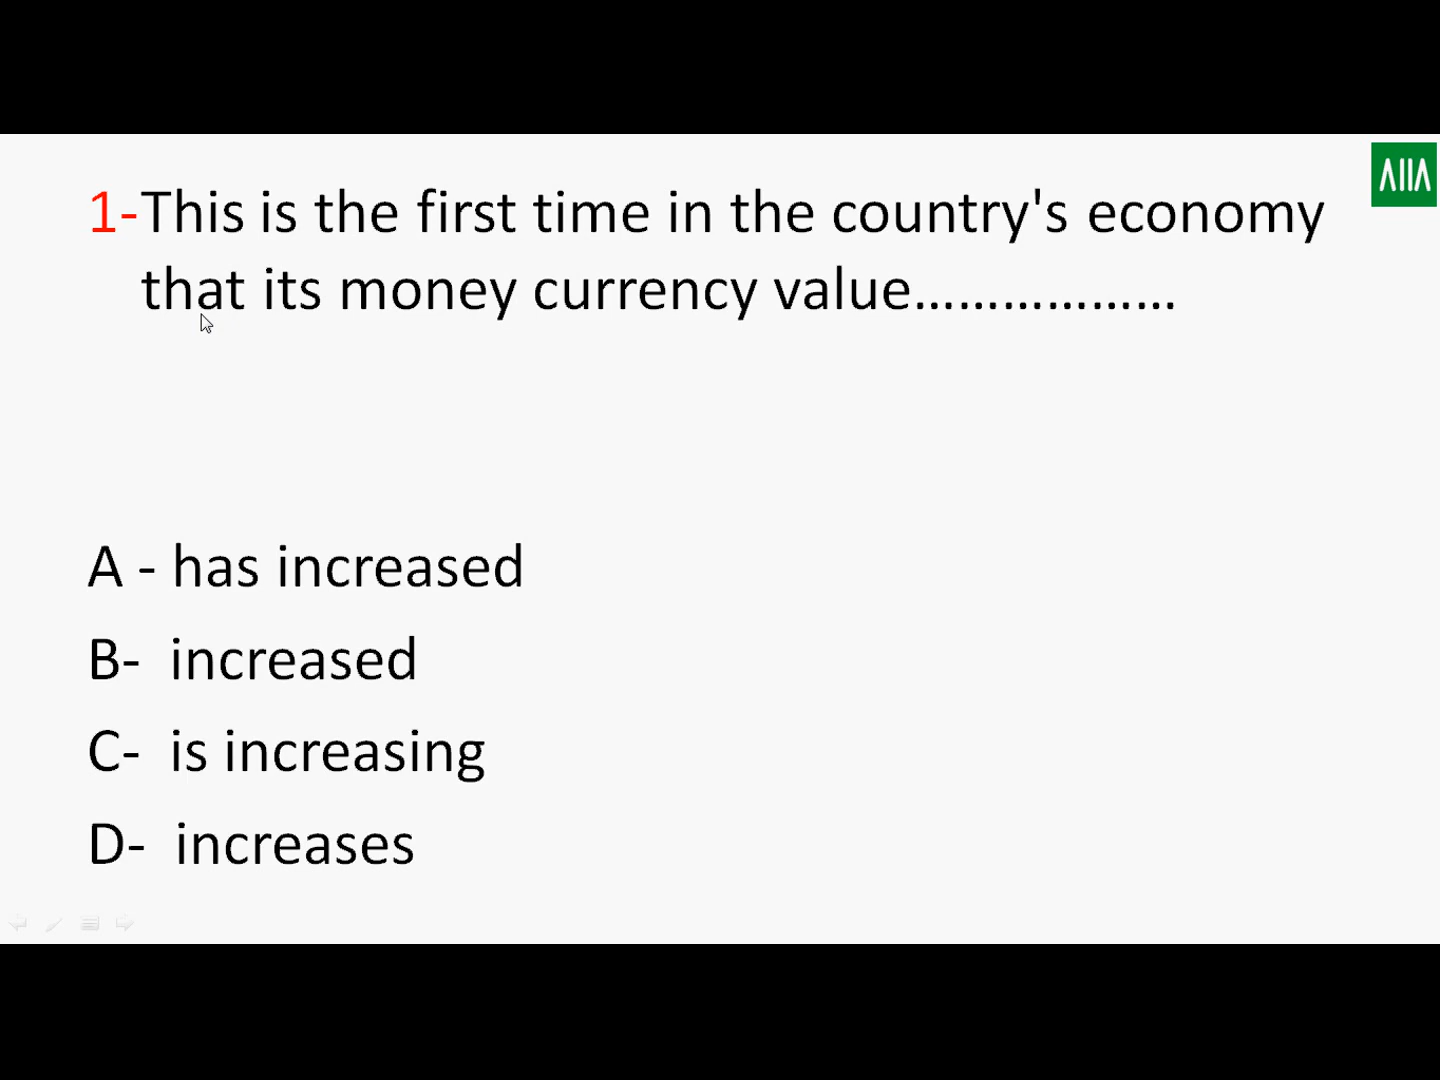 1-This is the first time in the country's economy
that its money currency value..................
A - has increased
B-  increased
C-  is increasing
D-  increases